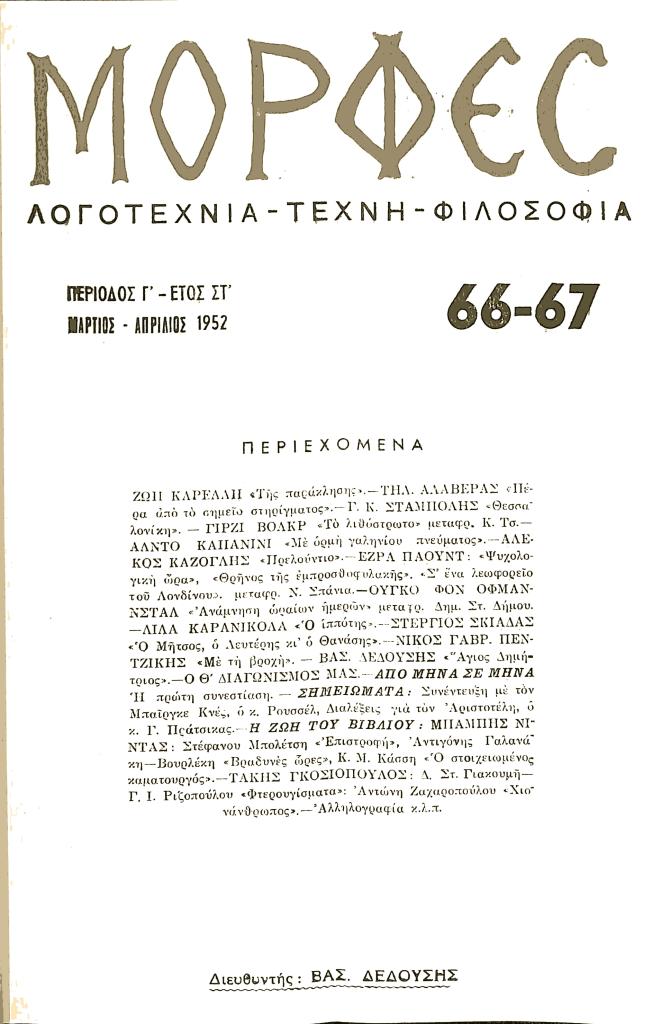 ΜΟΡΦΕС
ΛΟΓΟΤΕΧΝΙΑ - ΤΕΧΝΗ - ΦΙΛΟΣΟΦΙΑ
ΠΕΡΙΟΔΟΣ Γ' - ΕΤΟΣ ΣΤ'
ΜΑΡΤΙΟΣ - ΑΠΡΙΛΙΟΣ 1952
66-67
ΠΕΡΙΕΧΟΜΕΝΑ
ΖΩΗ ΚΑΡΕΛΛΗ «Τῆς παράκλησης».—ΤΗΛ. ΑΛΑΒΕΡΑΣ «Πέ-
ρα ἀπὸ τὸ σημεῖο στηρίγματος».— Γ. Κ. ΣΤΑΜΠΟΛΗΣ «Θεσσα-
λονίκη». — ΓΙΡΖΙ ΒΟΛΚΡ «Τὸ λιθόστρωτο» μεταφρ. Κ. Τσ.—
ΑΛΝΤΟ ΚΑΠΑΝΙΝΙ «Μὲ ὁρμὴ γαληνίου πνεύματος».—ΑΛΕ-
ΚΟΣ ΚΑΖΟΓΛΗΣ «Πρελούντιο».—ΕΖΡΑ ΠΑΟΥΝΤ : «Ψυχολο-
γικὴ ὥρα», «Θρῆνος τῆς ἐμπροσθοφυλακῆς». «Σ' ἕνα λεωφορεῖο
τοῦ Λονδίνου». μεταφρ. Ν. Σπάνια.—ΟΥΓΚΟ ΦΟΝ ΟΦΜΑΝ-
ΝΣΤΑΛ «Ἀνάμνηση ὡραίων ἡμερῶν» μεταφρ. Δημ. Στ. Δήμου.
—ΛΙΛΑ ΚΑΡΑΝΙΚΟΛΑ «Ὁ ἱππότης».—ΣΤΕΡΓΙΟΣ ΣΚΙΑΔΑΣ
«Ὁ Μῆτσος, ὁ Λευτέρης κι' ὁ Θανάσης».—ΝΙΚΟΣ ΓΑΒΡ. ΠΕΝ-
ΤΖΙΚΗΣ «Μὲ τὴ βροχὴ». — ΒΑΣ. ΔΕΔΟΥΣΗΣ «Ἅγιος Δημή-
τριος».—Ο Θ' ΔΙΑΓΩΝΙΣΜΟΣ ΜΑΣ.—ΑΠΟ ΜΗΝΑ ΣΕ ΜΗΝΑ
Ἡ πρώτη συνεστίαση. — ΣΗΜΕΙΩΜΑΤΑ : Συνέντευξη μὲ τὸν
Μπαίργκε Κνές, ὁ κ. Ρουσσέλ, Διαλέξεις γιὰ τὸν Ἀριστοτέλη, ὁ
κ. Γ. Πράτσικας.—Η ΖΩΗ ΤΟΥ ΒΙΒΛΙΟΥ : ΜΠΑΜΠΗΣ ΝΙ-
ΝΤΑΣ : Στέφανου Μπολέτση «Ἐπιστροφή», Ἀντιγόνης Γαλανά-
κη—Βουρλέκη «Βραδυνὲς ὧρες», Κ. Μ. Κάσση «Ὁ στοιχειωμένος
καματουργός».—ΤΑΚΗΣ ΓΚΟΣΙΟΠΟΥΛΟΣ : Δ. Στ. Γιακουμῆ—
Γ. Ι. Ριζοπούλου «Φτερουγίσματα»: Ἀντώνη Ζαχαροπούλου «Χιο-
νάνθρωπος».—Ἀλληλογραφία κ.λ.π.
Διευθυντής : ΒΑΣ. ΔΕΔΟΥΣΗΣ